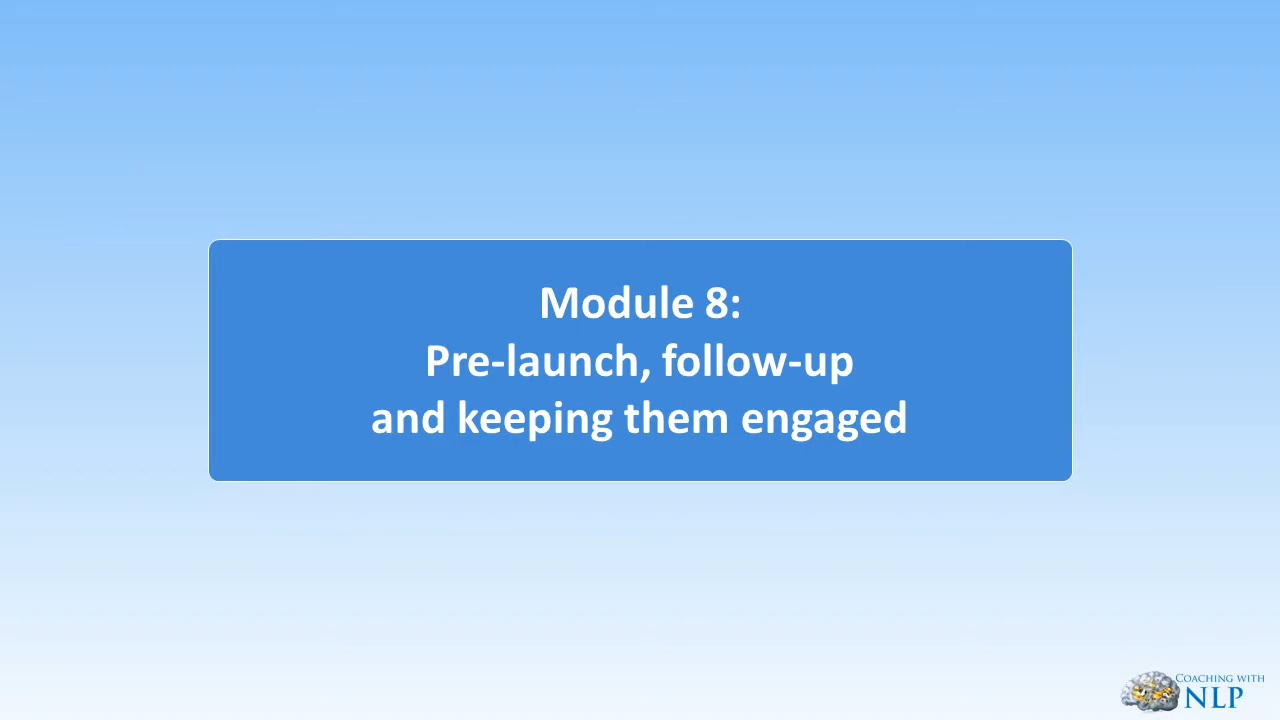 Module 8:
Pre-launch, follow-up
and keeping them engaged
COACHING WITH
NLP